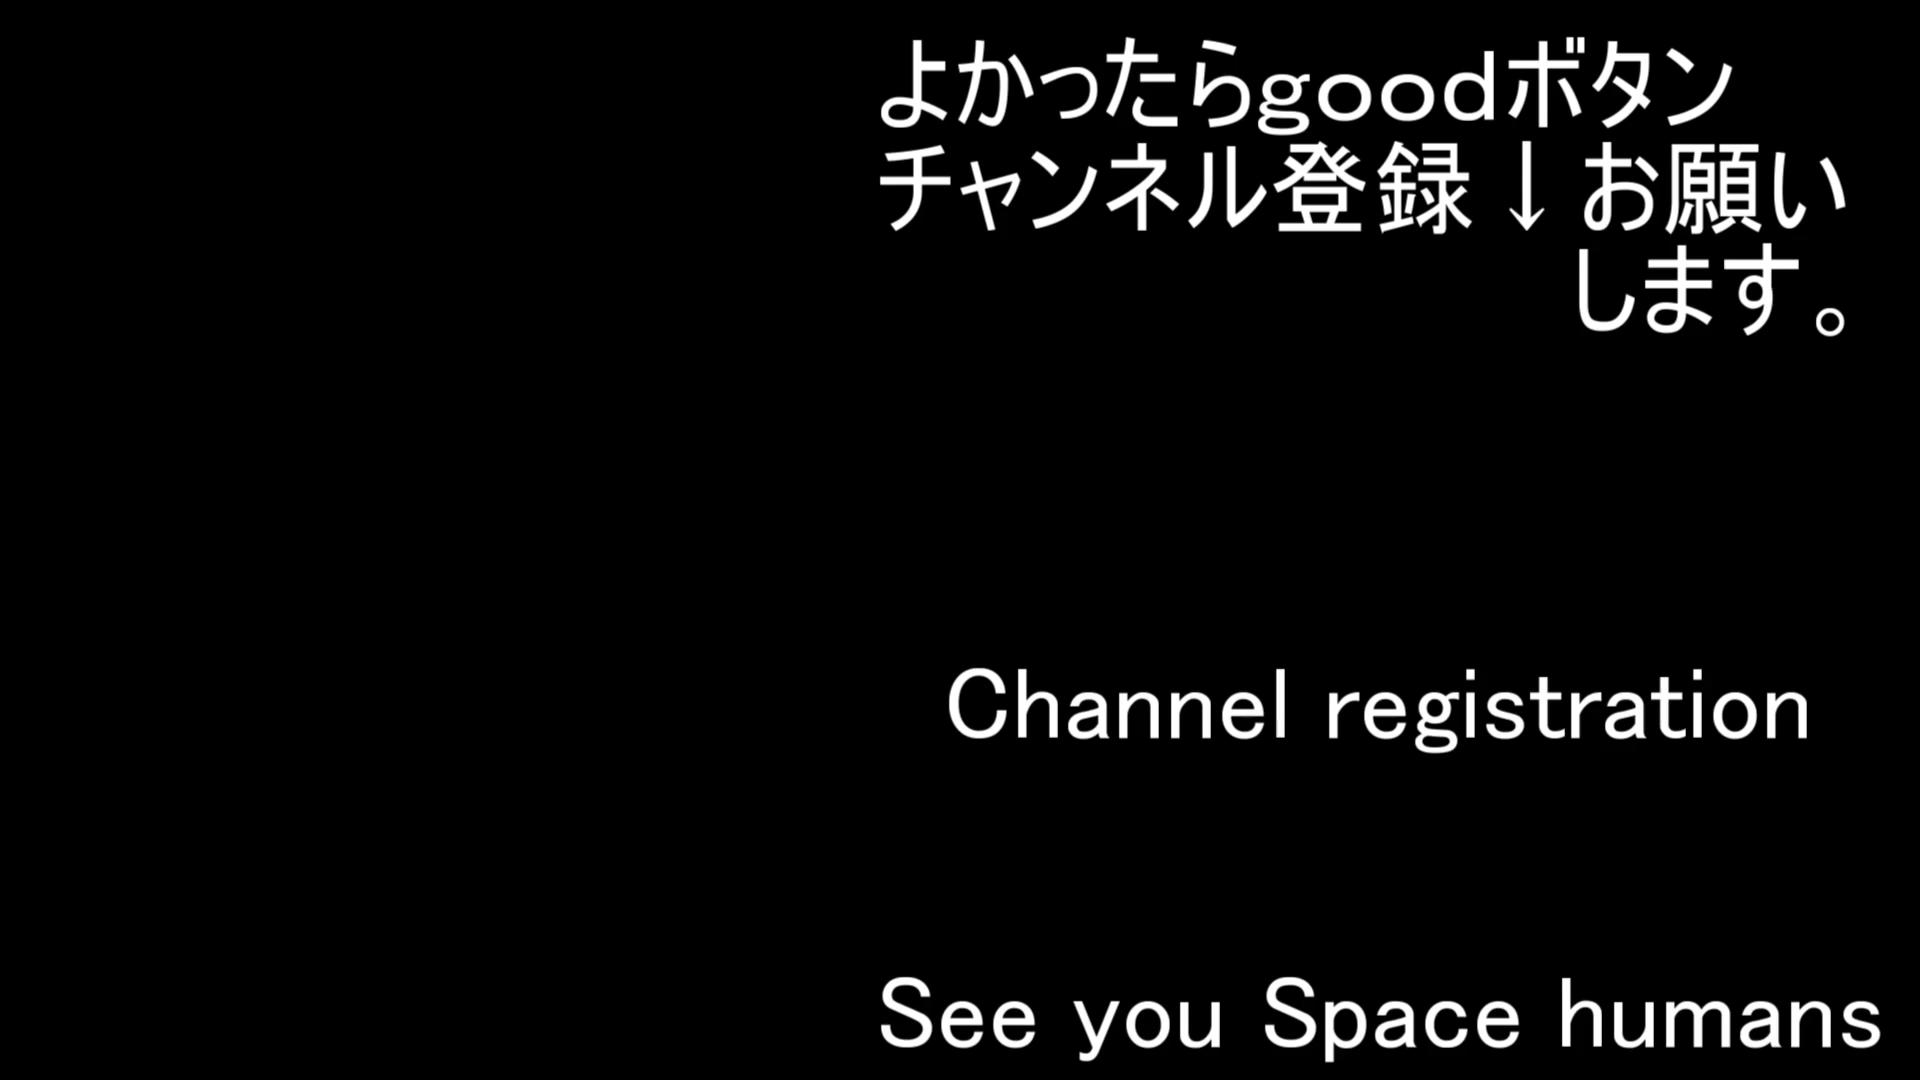 よかったらgoodボタン
チャンネル登録↓お願い
します。
Channel registration
See you Space humans